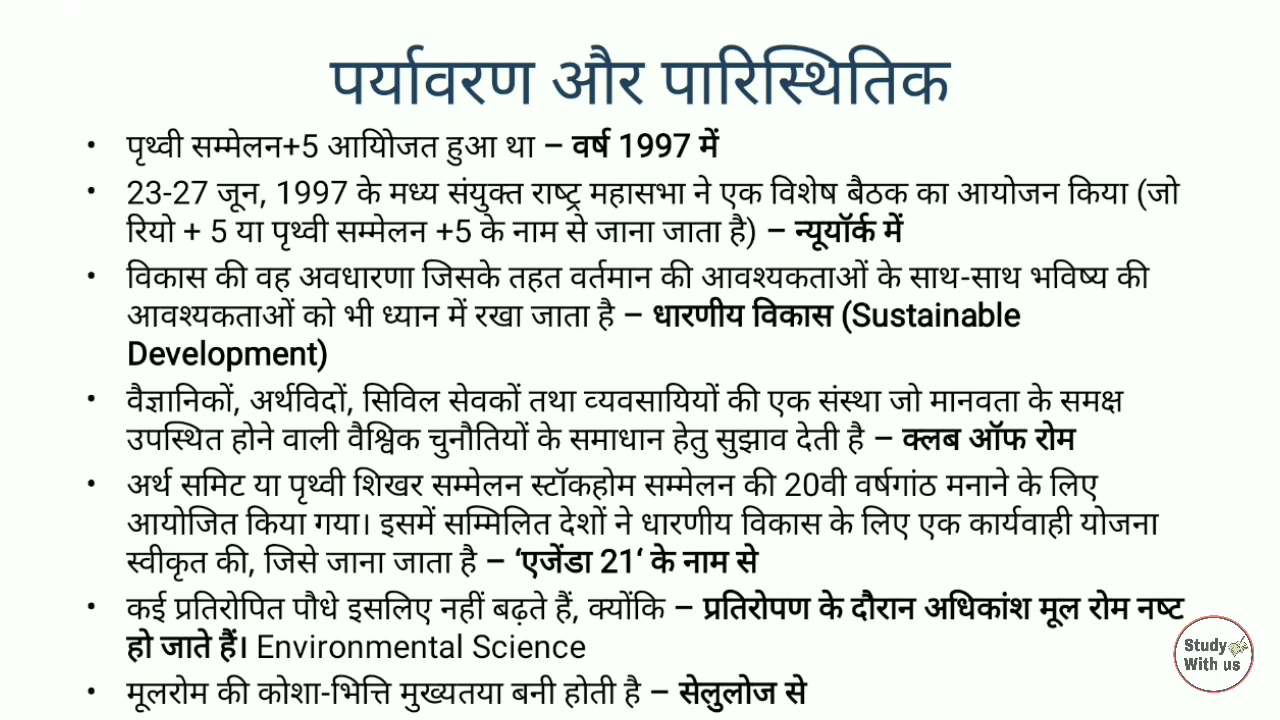 पर्यावरण और पारिस्थितिक
• पृथ्वी सम्मेलन+5 आयोिजत हुआ था – वर्ष 1997 में
• 23-27 जून, 1997 के मध्य संयुक्त राष्ट्र महासभा ने एक विशेष बैठक का आयोजन किया (जो
रियो + 5 या पृथ्वी सम्मेलन +5 के नाम से जाना जाता है) – न्यूयॉर्क में
• विकास की वह अवधारणा जिसके तहत वर्तमान की आवश्यकताओं के साथ-साथ भविष्य की
आवश्यकताओं को भी ध्यान में रखा जाता है – धारणीय विकास (Sustainable
Development)
• वैज्ञानिकों, अर्थविदों, सिविल सेवकों तथा व्यवसायियों की एक संस्था जो मानवता के समक्ष
उपस्थित होने वाली वैश्विक चुनौतियों के समाधान हेतु सुझाव देती है – क्लब ऑफ रोम
• अर्थ समिट या पृथ्वी शिखर सम्मेलन स्टॉकहोम सम्मेलन की 20वी वर्षगांठ मनाने के लिए
आयोजित किया गया। इसमें सम्मिलित देशों ने धारणीय विकास के लिए एक कार्यवाही योजना
स्वीकृत की, जिसे जाना जाता है – ‘एजेंडा 21‘ के नाम से
• कई प्रतिरोपित पौधे इसलिए नहीं बढ़ते हैं, क्योंकि – प्रतिरोपण के दौरान अधिकांश मूल रोम नष्ट
हो जाते हैं। Environmental Science
• मूलरोम की कोशा-भित्ति मुख्यतया बनी होती है – सेलुलोज से
Study
With us